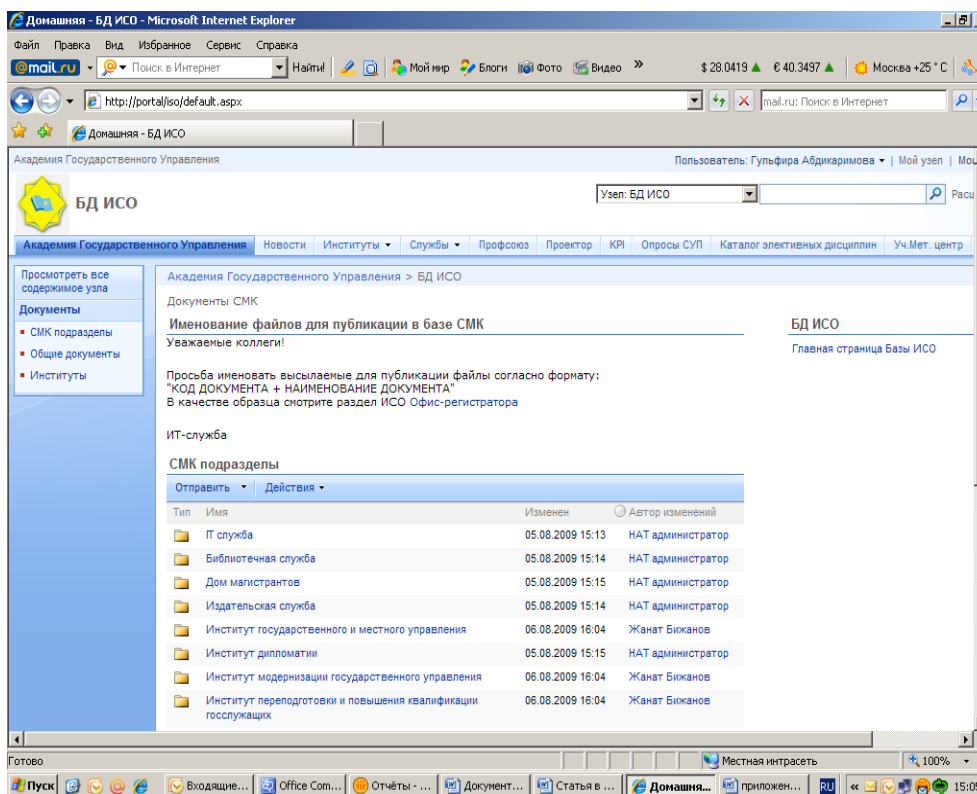 Домашняя - БД ИСО - Microsoft Internet Explorer
Файл Правка Вид Избранное Сервис Справка
@mail.ru Поиск в Интернет Найти! Мой мир Блоги Фото Видео » $ 28.0419 € 40.3497 Москва +25 °C
http://portal/iso/default.aspx mail.ru: Поиск в Интернет
Домашняя - БД ИСО
Академия Государственного Управления Пользователь: Гульфира Абдикаримова | Мой узел |
БД ИСО Узел: БД ИСО
Академия Государственного Управления Новости Институты Службы Профсоюз Проектор KPI Опросы СУП Каталог элективных дисциплин Уч.Мет. центр
Просмотреть все содержимое узла
Документы
СМК подразделы
Общие документы
Институты
Академия Государственного Управления > БД ИСО
Документы СМК
Именование файлов для публикации в базе СМК
Уважаемые коллеги!
Просьба именовать высылаемые для публикации файлы согласно формату:
"КОД ДОКУМЕНТА + НАИМЕНОВАНИЕ ДОКУМЕНТА"
В качестве образца смотрите раздел ИСО Офис-регистратора
ИТ-служба
БД ИСО
Главная страница Базы ИСО
СМК подразделы
Отправить Действия
Тип Имя Изменен Автор изменений
IT служба 05.08.2009 15:13 НАТ администратор
Библиотечная служба 05.08.2009 15:14 НАТ администратор
Дом магистрантов 05.08.2009 15:15 НАТ администратор
Издательская служба 05.08.2009 15:14 НАТ администратор
Институт государственного и местного управления 06.08.2009 16:04 Жанат Бижанов
Институт дипломатии 05.08.2009 15:15 НАТ администратор
Институт модернизации государственного управления 06.08.2009 16:04 Жанат Бижанов
Институт переподготовки и повышения квалификации госслужащих 06.08.2009 16:04 Жанат Бижанов
Готово Местная интрасеть 100%
Пуск Входящие... Office Com... Отчёты - ... Документ... Статья в ... Домашня... приложен... RU «